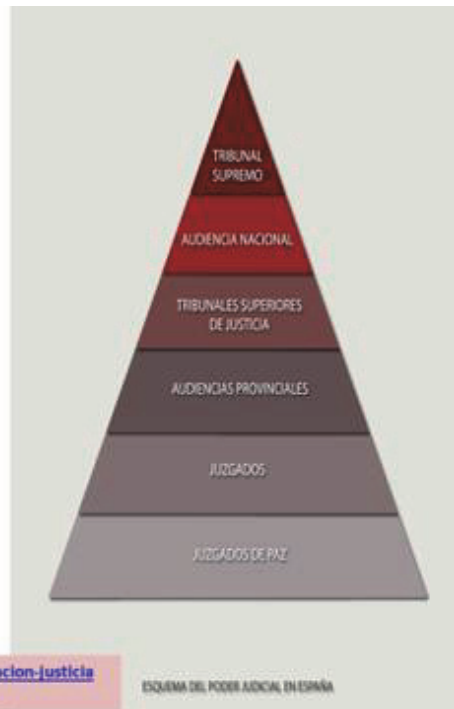 TRIBUNAL
SUPREMO
AUDIENCIA NACIONAL
TRIBUNALES SUPERIORES
DE JUSTICIA
AUDIENCIAS PROVINCIALES
JUZGADOS
JUZGADOS DE PAZ
cion-justicia
ESQUEMA DEL PODER JUDICIAL EN ESPAÑA